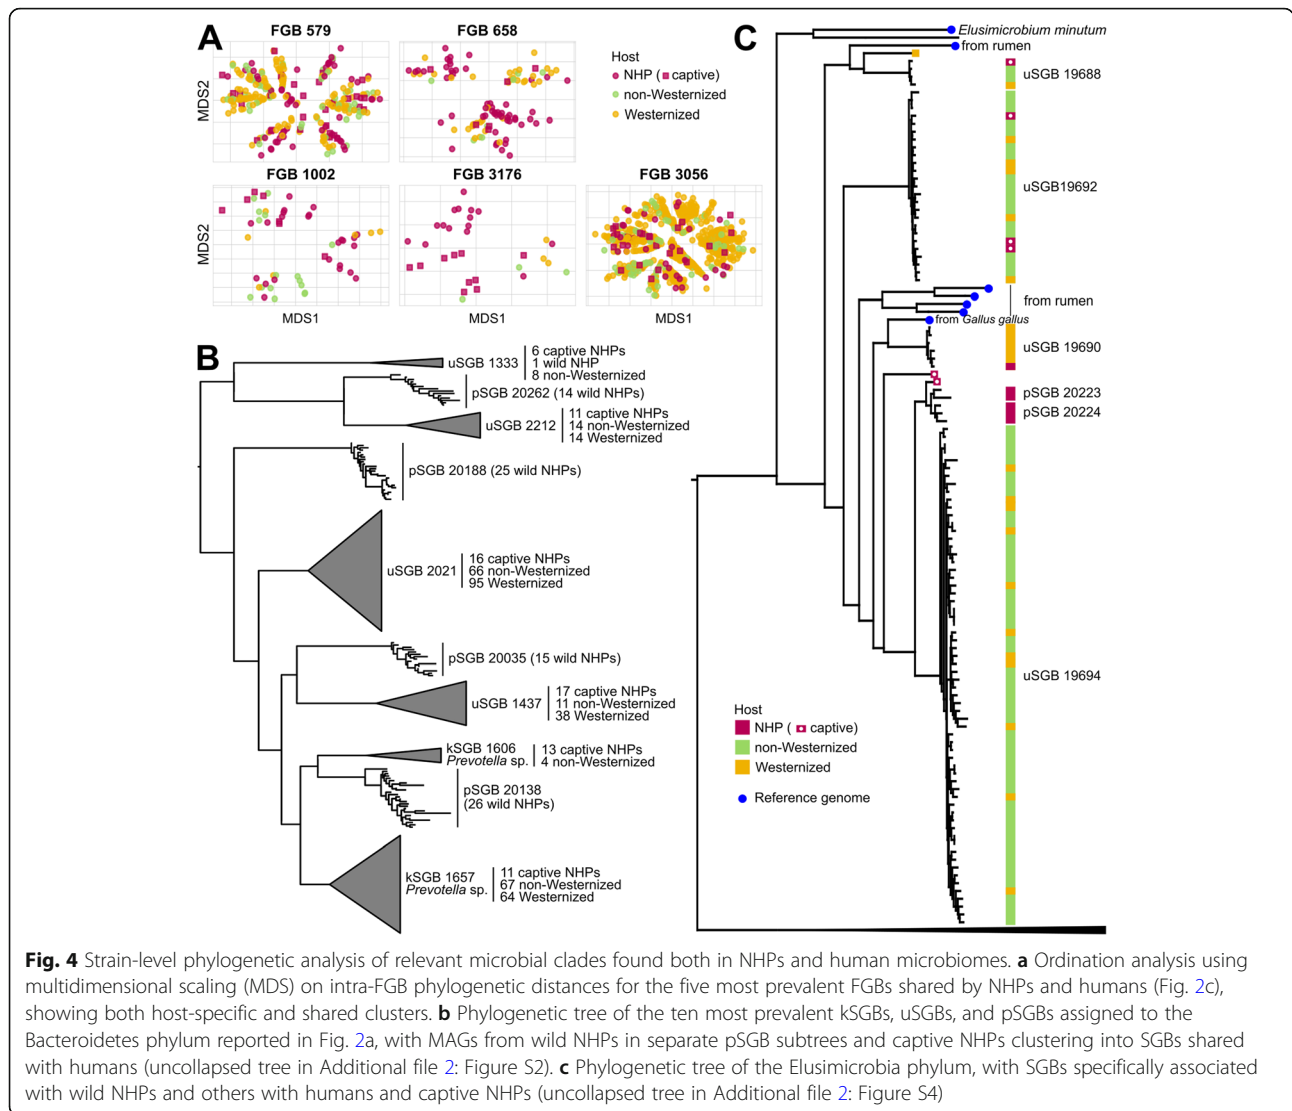 A
FGB 579
FGB 658
Host
NHP ( captive)
non-Westernized
Westernized
MDS2
FGB 1002
FGB 3176
FGB 3056
MDS2
MDS1
MDS1
MDS1
B
uSGB 1333
6 captive NHPs
1 wild NHP
8 non-Westernized
pSGB 20262 (14 wild NHPs)
uSGB 2212
11 captive NHPs
14 non-Westernized
14 Westernized
pSGB 20188 (25 wild NHPs)
uSGB 2021
16 captive NHPs
66 non-Westernized
95 Westernized
pSGB 20035 (15 wild NHPs)
uSGB 1437
17 captive NHPs
11 non-Westernized
38 Westernized
kSGB 1606
Prevotella sp.
13 captive NHPs
4 non-Westernized
pSGB 20138
(26 wild NHPs)
kSGB 1657
Prevotella sp.
11 captive NHPs
67 non-Westernized
64 Westernized
C
Elusimicrobium minutum
from rumen
uSGB 19688
uSGB19692
from rumen
from Gallus gallus
uSGB 19690
pSGB 20223
pSGB 20224
uSGB 19694
Host
NHP ( captive)
non-Westernized
Westernized
Reference genome
Fig. 4 Strain-level phylogenetic analysis of relevant microbial clades found both in NHPs and human microbiomes. a Ordination analysis using
multidimensional scaling (MDS) on intra-FGB phylogenetic distances for the five most prevalent FGBs shared by NHPs and humans (Fig. 2c),
showing both host-specific and shared clusters. b Phylogenetic tree of the ten most prevalent kSGBs, uSGBs, and pSGBs assigned to the
Bacteroidetes phylum reported in Fig. 2a, with MAGs from wild NHPs in separate pSGB subtrees and captive NHPs clustering into SGBs shared
with humans (uncollapsed tree in Additional file 2: Figure S2). c Phylogenetic tree of the Elusimicrobia phylum, with SGBs specifically associated
with wild NHPs and others with humans and captive NHPs (uncollapsed tree in Additional file 2: Figure S4)